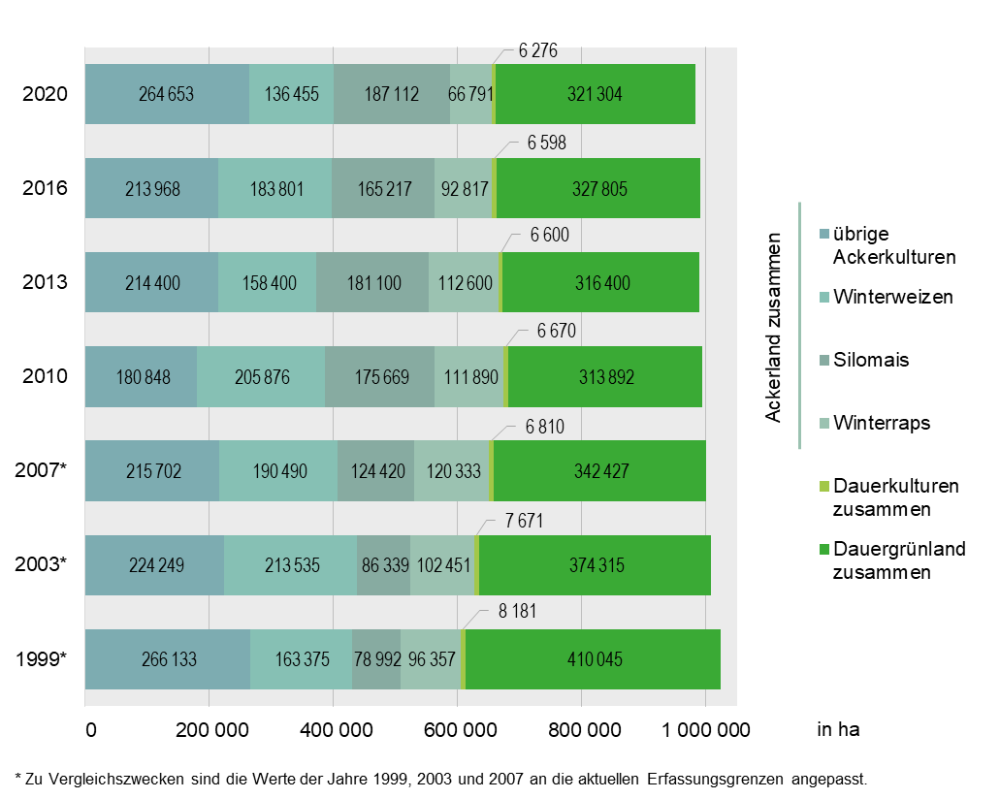 6 276
2020 264 653 136 455 187 112 66 791 321 304
6 598
2016 213 968 183 801 165 217 92 817 327 805
6 600
2013 214 400 158 400 181 100 112 600 316 400
6 670
2010 180 848 205 876 175 669 111 890 313 892
6 810
2007* 215 702 190 490 124 420 120 333 342 427
7 671
2003* 224 249 213 535 86 339 102 451 374 315
8 181
1999* 266 133 163 375 78 992 96 357 410 045
0 200 000 400 000 600 000 800 000 1 000 000 in ha
Ackerland zusammen
übrige
Ackerkulturen
Winterweizen
Silomais
Winterraps
Dauerkulturen
zusammen
Dauergrünland
zusammen
* Zu Vergleichszwecken sind die Werte der Jahre 1999, 2003 und 2007 an die aktuellen Erfassungsgrenzen angepasst.